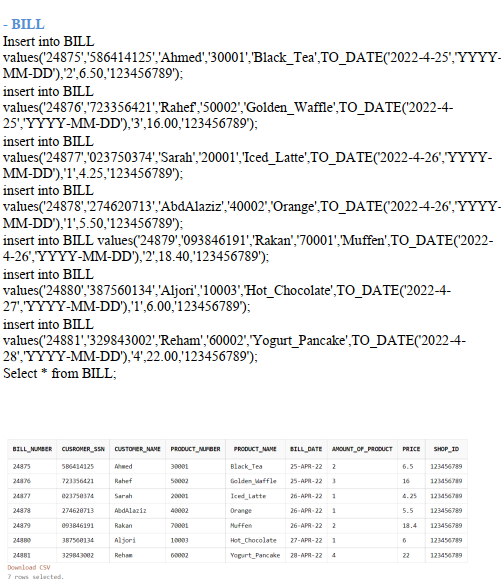 - BILL
Insert into BILL
values('24875','586414125','Ahmed','30001','Black_Tea',TO_DATE('2022-4-25','YYYY-
MM-DD'),'2',6.50,'123456789');
insert into BILL
values('24876','723356421','Rahef','50002','Golden_Waffle',TO_DATE('2022-4-
25','YYYY-MM-DD'),'3',16.00,'123456789');
insert into BILL
values('24877','023750374','Sarah','20001','Iced_Latte',TO_DATE('2022-4-26','YYYY-
MM-DD'),'1',4.25,'123456789');
insert into BILL
values('24878','274620713','AbdAlaziz','40002','Orange',TO_DATE('2022-4-26','YYYY-
MM-DD'),'1',5.50,'123456789');
insert into BILL values('24879','093846191','Rakan','70001','Muffen',TO_DATE('2022-
4-26','YYYY-MM-DD'),'2',18.40,'123456789');
insert into BILL
values('24880','387560134','Aljori','10003','Hot_Chocolate',TO_DATE('2022-4-
27','YYYY-MM-DD'),'1',6.00,'123456789');
insert into BILL
values('24881','329843002','Reham','60002','Yogurt_Pancake',TO_DATE('2022-4-
28','YYYY-MM-DD'),'4',22.00,'123456789');
Select * from BILL;
BILL_NUMBER CUSROMER_SSN CUSTOMER_NAME PRODUCT_NUMBER PRODUCT_NAME BILL_DATE AMOUNT_OF_PRODUCT PRICE SHOP_ID
24875 586414125 Ahmed 30001 Black_Tea 25-APR-22 2 6.5 123456789
24876 723356421 Rahef 50002 Golden_Waffle 25-APR-22 3 16 123456789
24877 023750374 Sarah 20001 Iced_Latte 26-APR-22 1 4.25 123456789
24878 274620713 AbdAlaziz 40002 Orange 26-APR-22 1 5.5 123456789
24879 093846191 Rakan 70001 Muffen 26-APR-22 2 18.4 123456789
24880 387560134 Aljori 10003 Hot_Chocolate 27-APR-22 1 6 123456789
24881 329843002 Reham 60002 Yogurt_Pancake 28-APR-22 4 22 123456789
Download CSV
7 rows selected.